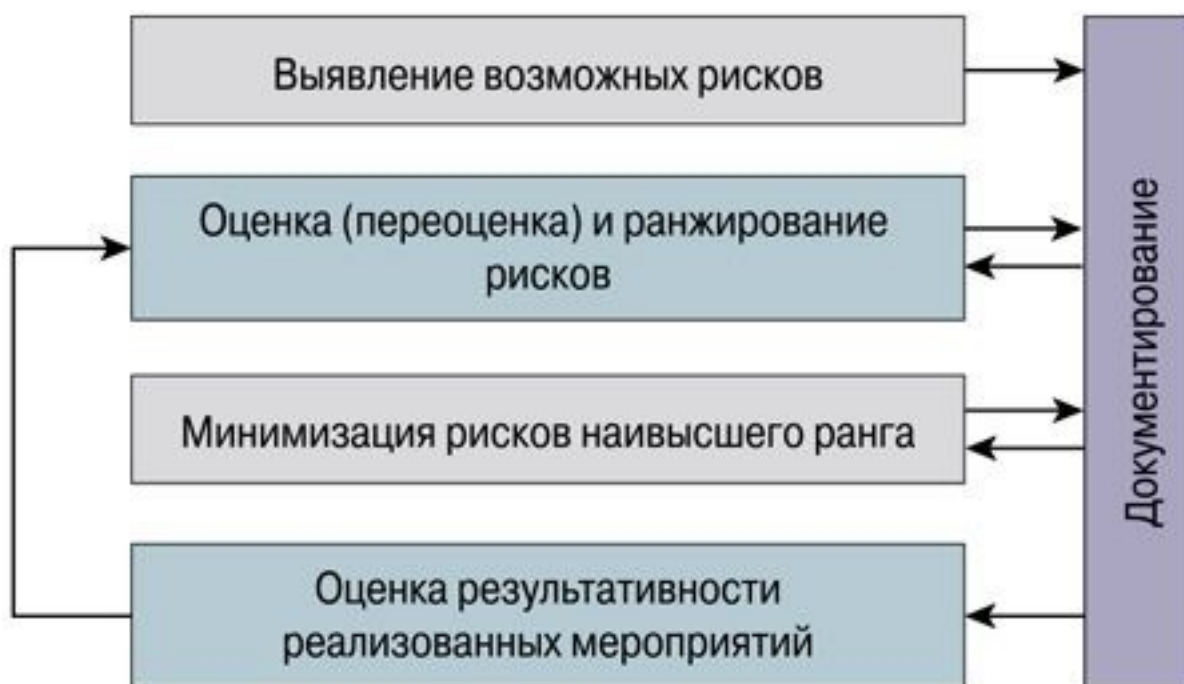 Выявление возможных рисков
Оценка (переоценка) и ранжирование
рисков
Минимизация рисков наивысшего ранга
Оценка результативности
реализованных мероприятий
Документирование